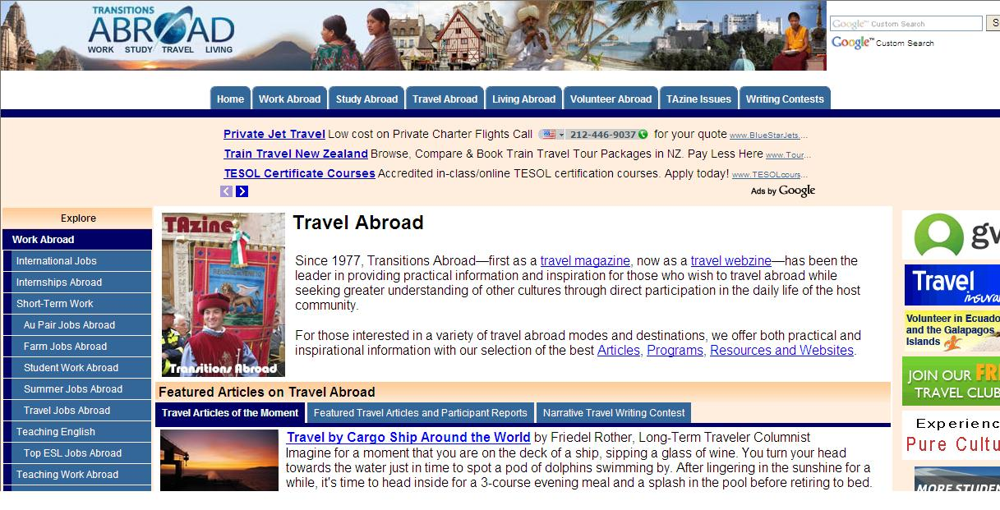 TRANSITIONS
ABROAD
WORK STUDY TRAVEL LIVING
Google™ Custom Search
S
Google™ Custom Search
Home
Work Abroad
Study Abroad
Travel Abroad
Living Abroad
Volunteer Abroad
TAzine Issues
Writing Contests
Private Jet Travel Low cost on Private Charter Flights Call 212-446-9037 for your quote www.BlueStarJets,...
Train Travel New Zealand Browse, Compare & Book Train Travel Tour Packages in NZ. Pay Less Here www.Tour...
TESOL Certificate Courses Accredited in-class/online TESOL certification courses. Apply today! www.TESOLcours...
Ads by Google
Explore
Work Abroad
International Jobs
Internships Abroad
Short-Term Work
Au Pair Jobs Abroad
Farm Jobs Abroad
Student Work Abroad
Summer Jobs Abroad
Travel Jobs Abroad
Teaching English
Top ESL Jobs Abroad
Teaching Work Abroad
TAzine
Transitions Abroad
Travel Abroad
Since 1977, Transitions Abroad—first as a travel magazine, now as a travel webzine—has been the
leader in providing practical information and inspiration for those who wish to travel abroad while
seeking greater understanding of other cultures through direct participation in the daily life of the host
community.
For those interested in a variety of travel abroad modes and destinations, we offer both practical and
inspirational information with our selection of the best Articles, Programs, Resources and Websites.
Featured Articles on Travel Abroad
Travel Articles of the Moment
Featured Travel Articles and Participant Reports
Narrative Travel Writing Contest
Travel by Cargo Ship Around the World by Friedel Rother, Long-Term Traveler Columnist
Imagine for a moment that you are on the deck of a ship, sipping a glass of wine. You turn your head
towards the water just in time to spot a pod of dolphins swimming by. After lingering in the sunshine for a
while, it's time to head inside for a 3-course evening meal and a splash in the pool before retiring to bed.
gv
Travel
insura
Volunteer in Ecuado
and the Galapagos
Islands
JOIN OUR FRE
TRAVEL CLUB
Experienc
Pure Cultu
MORE STUDEN